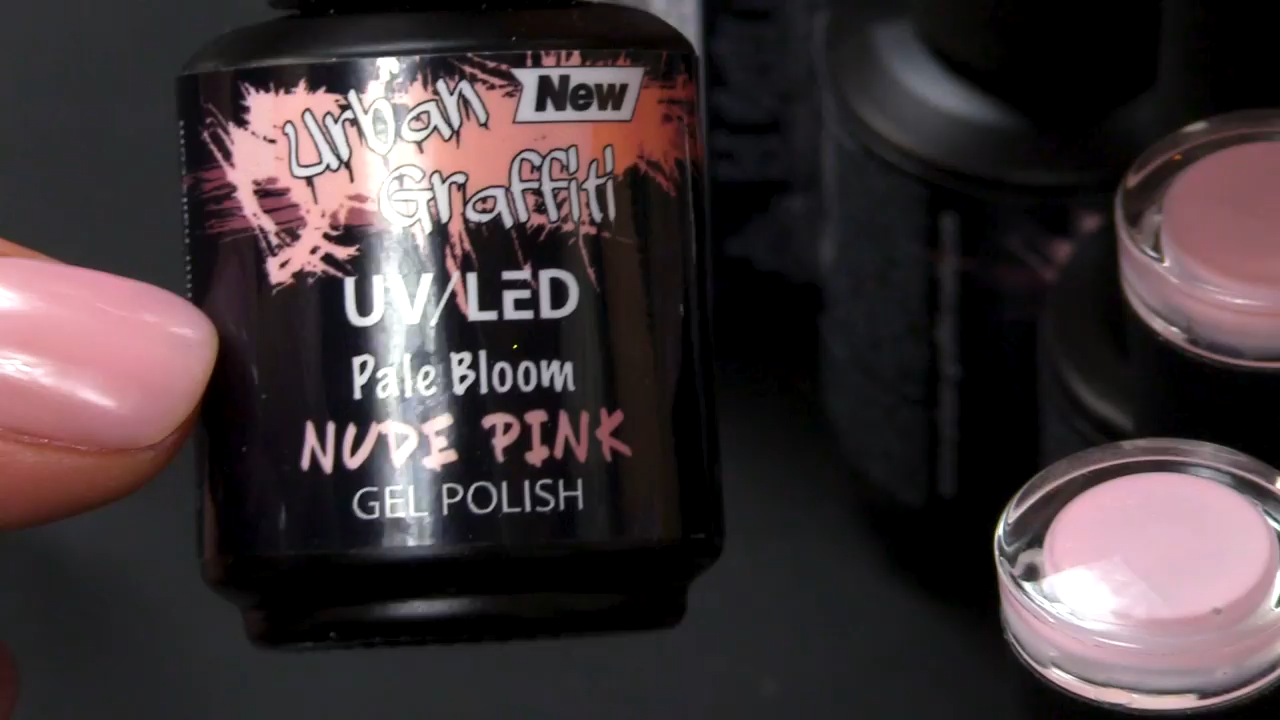 Urban
New
Graffiti
UV/LED
Pale Bloom
NUDE PINK
GEL POLISH